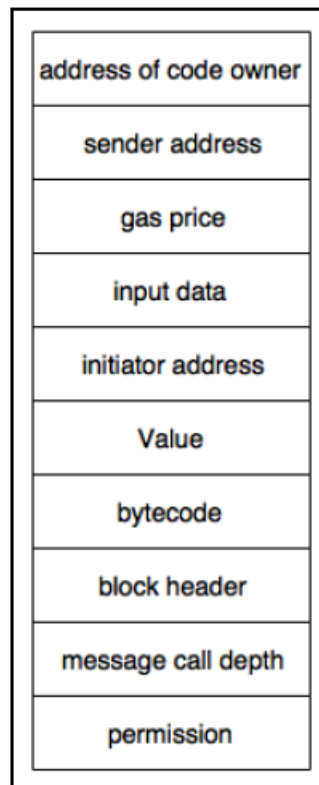 address of code owner
sender address
gas price
input data
initiator address
Value
bytecode
block header
message call depth
permission